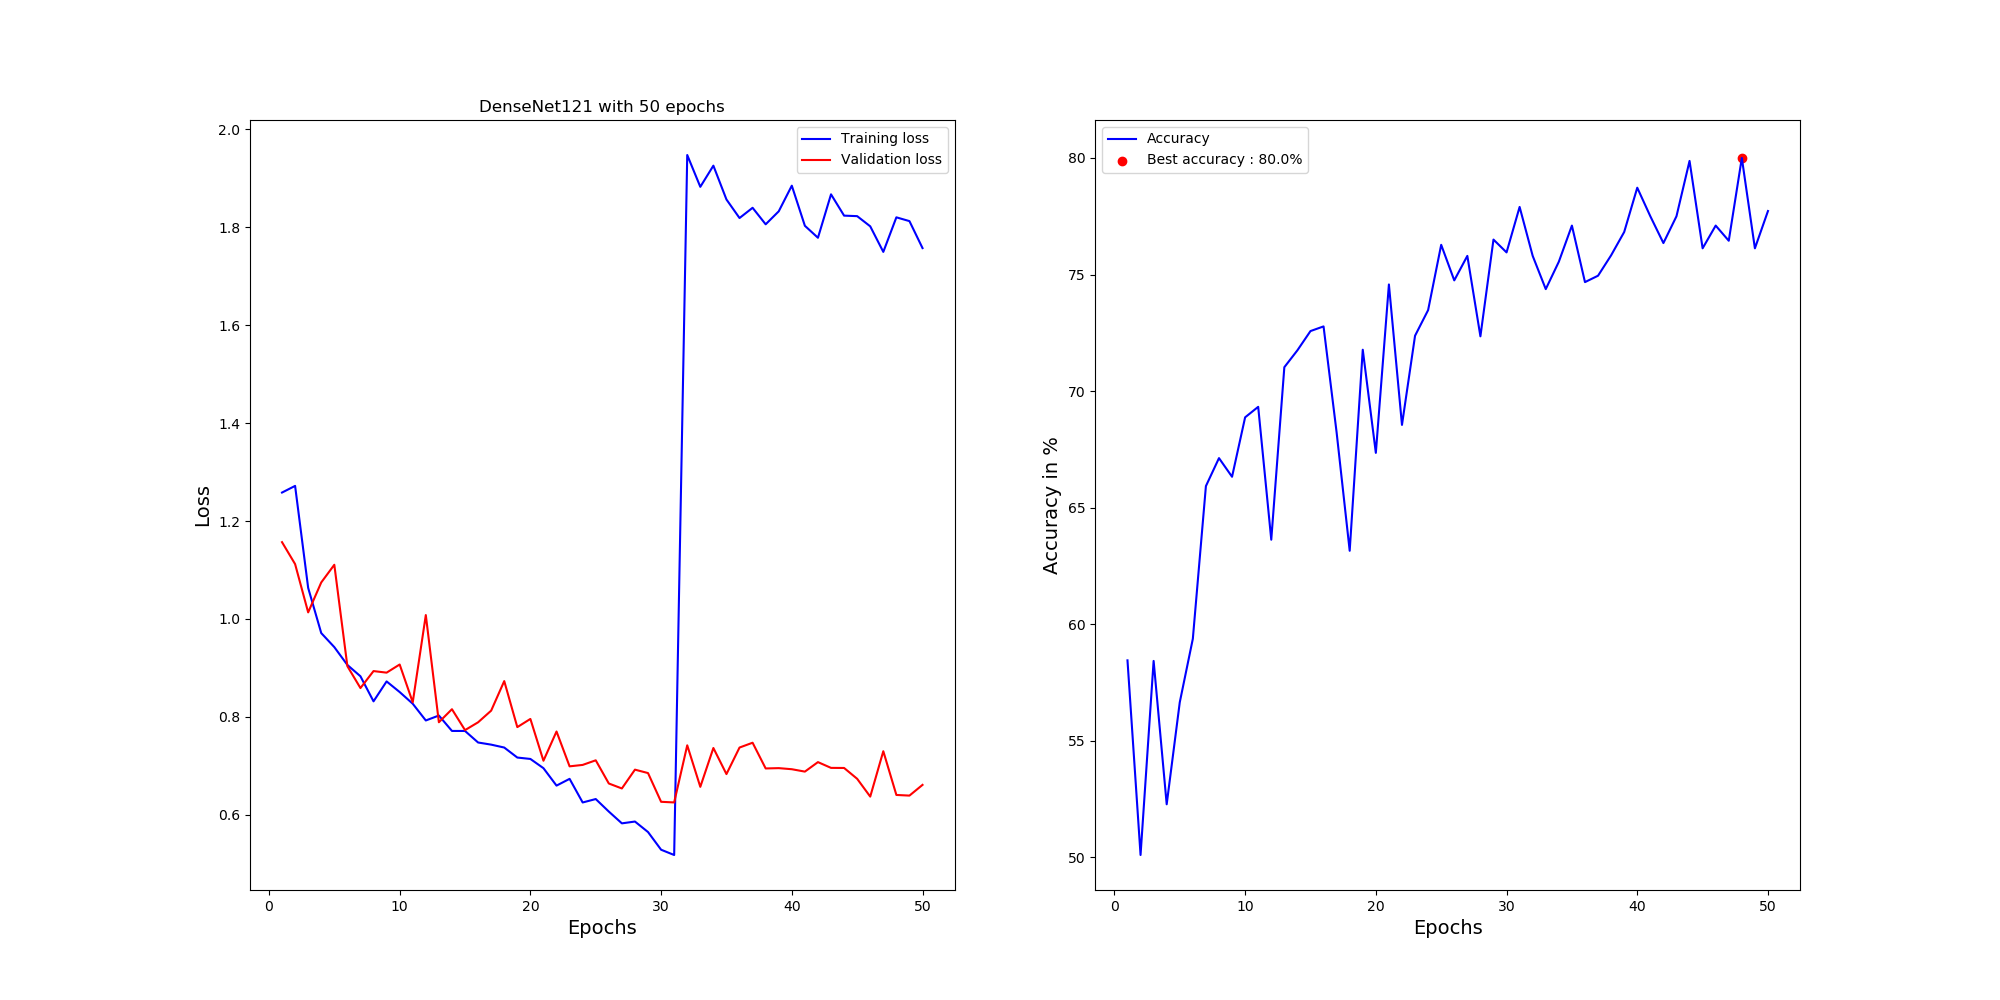 DenseNet121 with 50 epochs
Training loss
Validation loss
2.0
1.8
1.6
1.4
1.2
1.0
0.8
0.6
Loss
0 10 20 30 40 50
Epochs
Accuracy
Best accuracy : 80.0%
80
75
70
65
60
55
50
Accuracy in %
0 10 20 30 40 50
Epochs